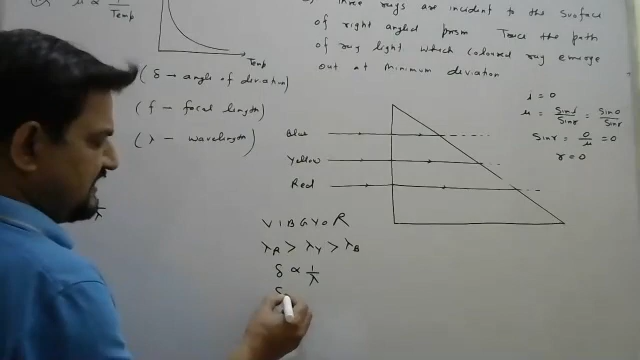 μ ∝ 1/Temp
Temp
(δ → angle of deviation)
(f → focal length)
(λ → wavelength)
λ
Three rays are incident to the surface
of right angled prism Trace the path
of ray light which coloured ray emerge
out at minimum deviation
i = 0
μ = Sin i/Sin r = Sin 0/Sin r
Sin r = 0/μ = 0
r = 0
Blue
Yellow
Red
V I B G Y O R
λR > λY > λB
δ ∝ 1/λ